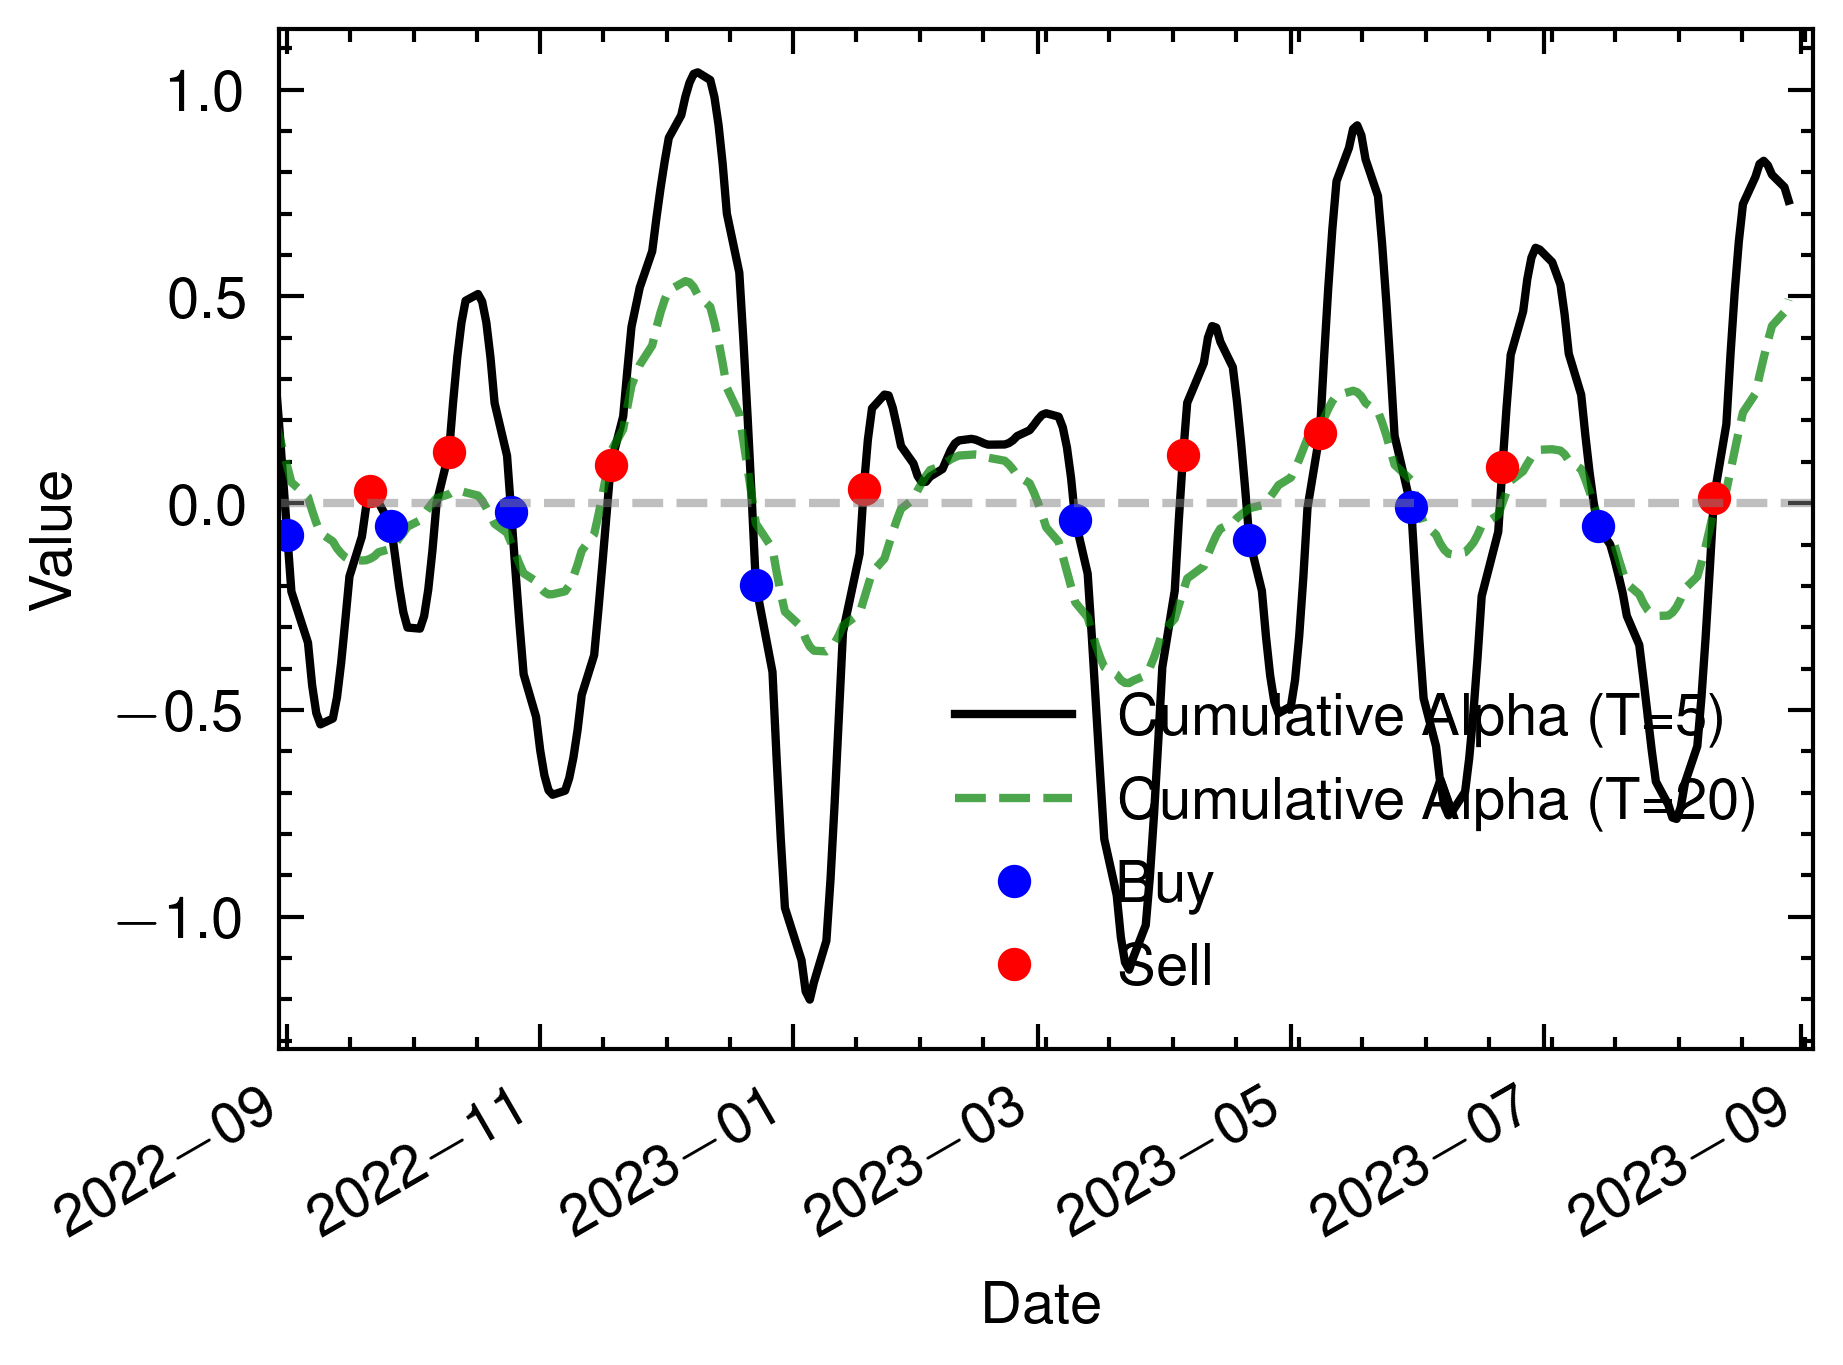 1.0
0.5
0.0
−0.5
−1.0
Value
Cumulative Alpha (T=5)
Cumulative Alpha (T=20)
Buy
Sell
2022−09
2022−11
2023−01
2023−03
2023−05
2023−07
2023−09
Date